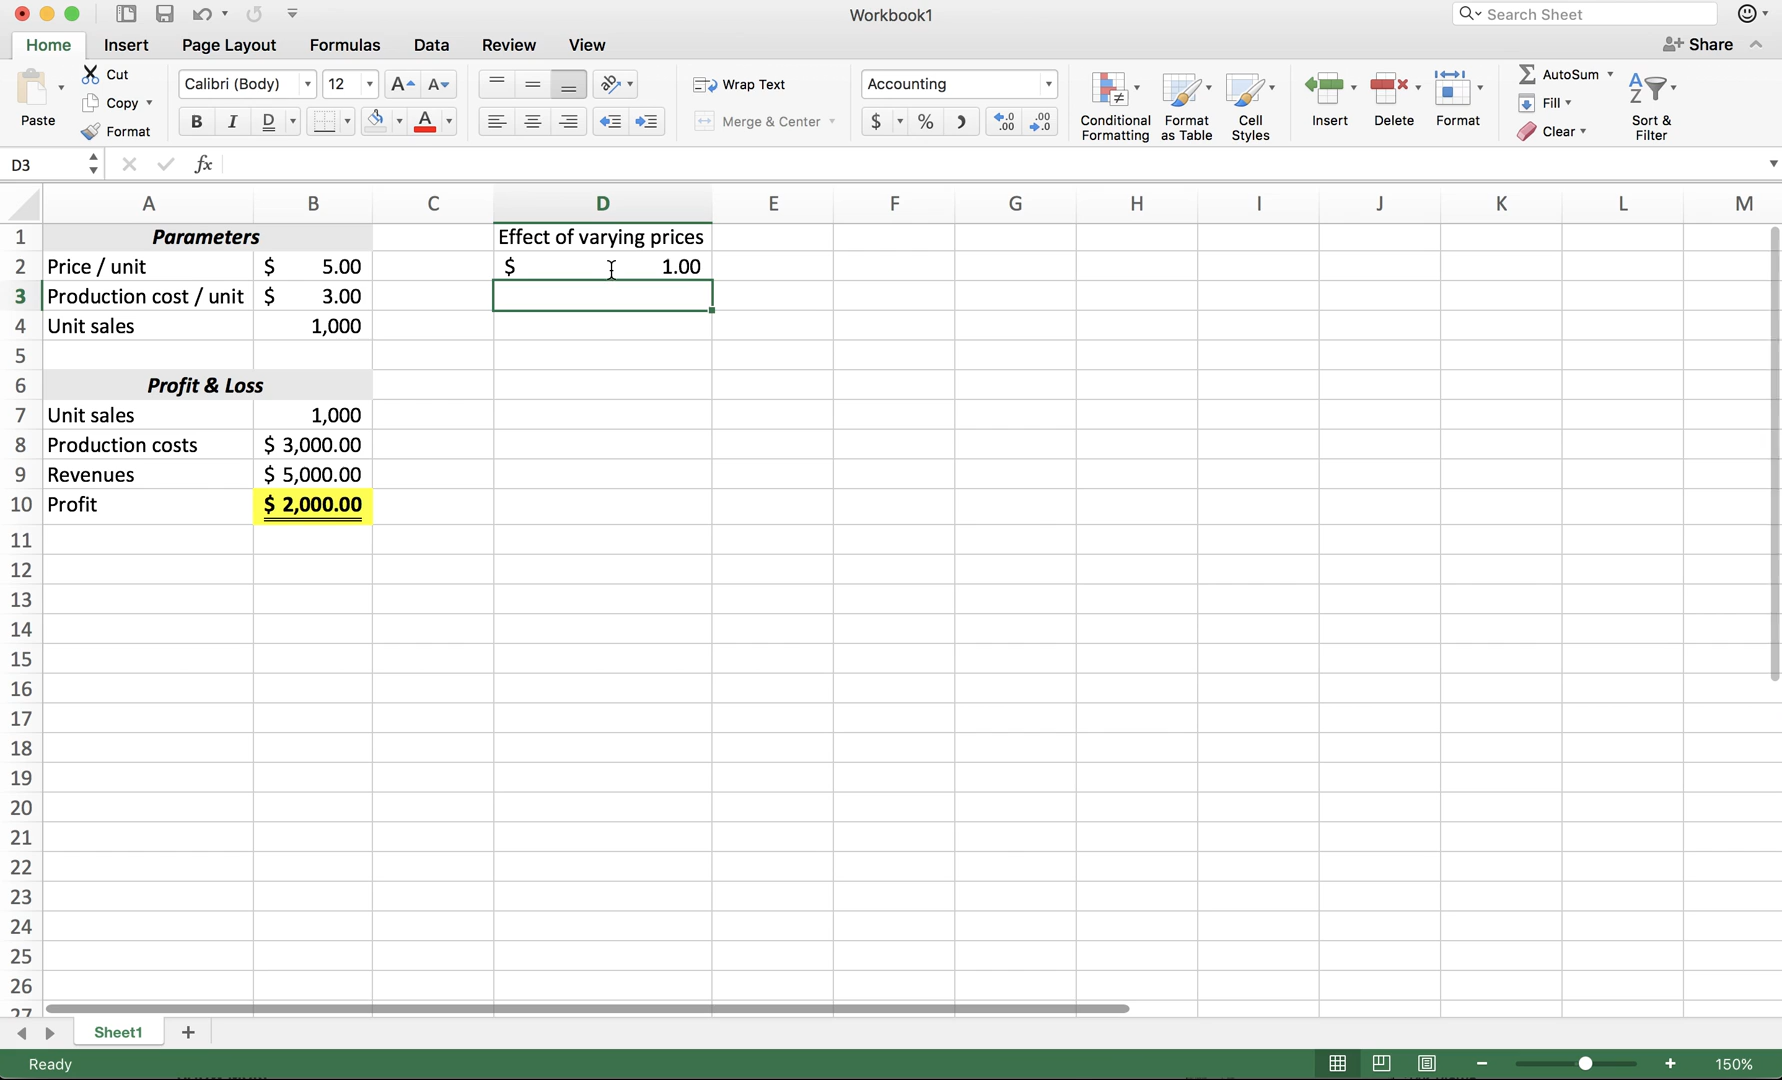 Workbook1
Search Sheet
Home Insert Page Layout Formulas Data Review View
Share
Paste
Cut
Copy
Format
Calibri (Body) 12
B I D A
Wrap Text
Merge & Center
Accounting
$ %
Conditional Formatting
Format as Table
Cell Styles
Insert
Delete
Format
AutoSum
Fill
Clear
Sort & Filter
D3 fx
A B C D E F G H I J K L M
1 Parameters Effect of varying prices
2 Price / unit $ 5.00 $ 1.00
3 Production cost / unit $ 3.00
4 Unit sales 1,000
5
6 Profit & Loss
7 Unit sales 1,000
8 Production costs $ 3,000.00
9 Revenues $ 5,000.00
10 Profit $ 2,000.00
11
12
13
14
15
16
17
18
19
20
21
22
23
24
25
26
27
Sheet1 +
Ready
150%